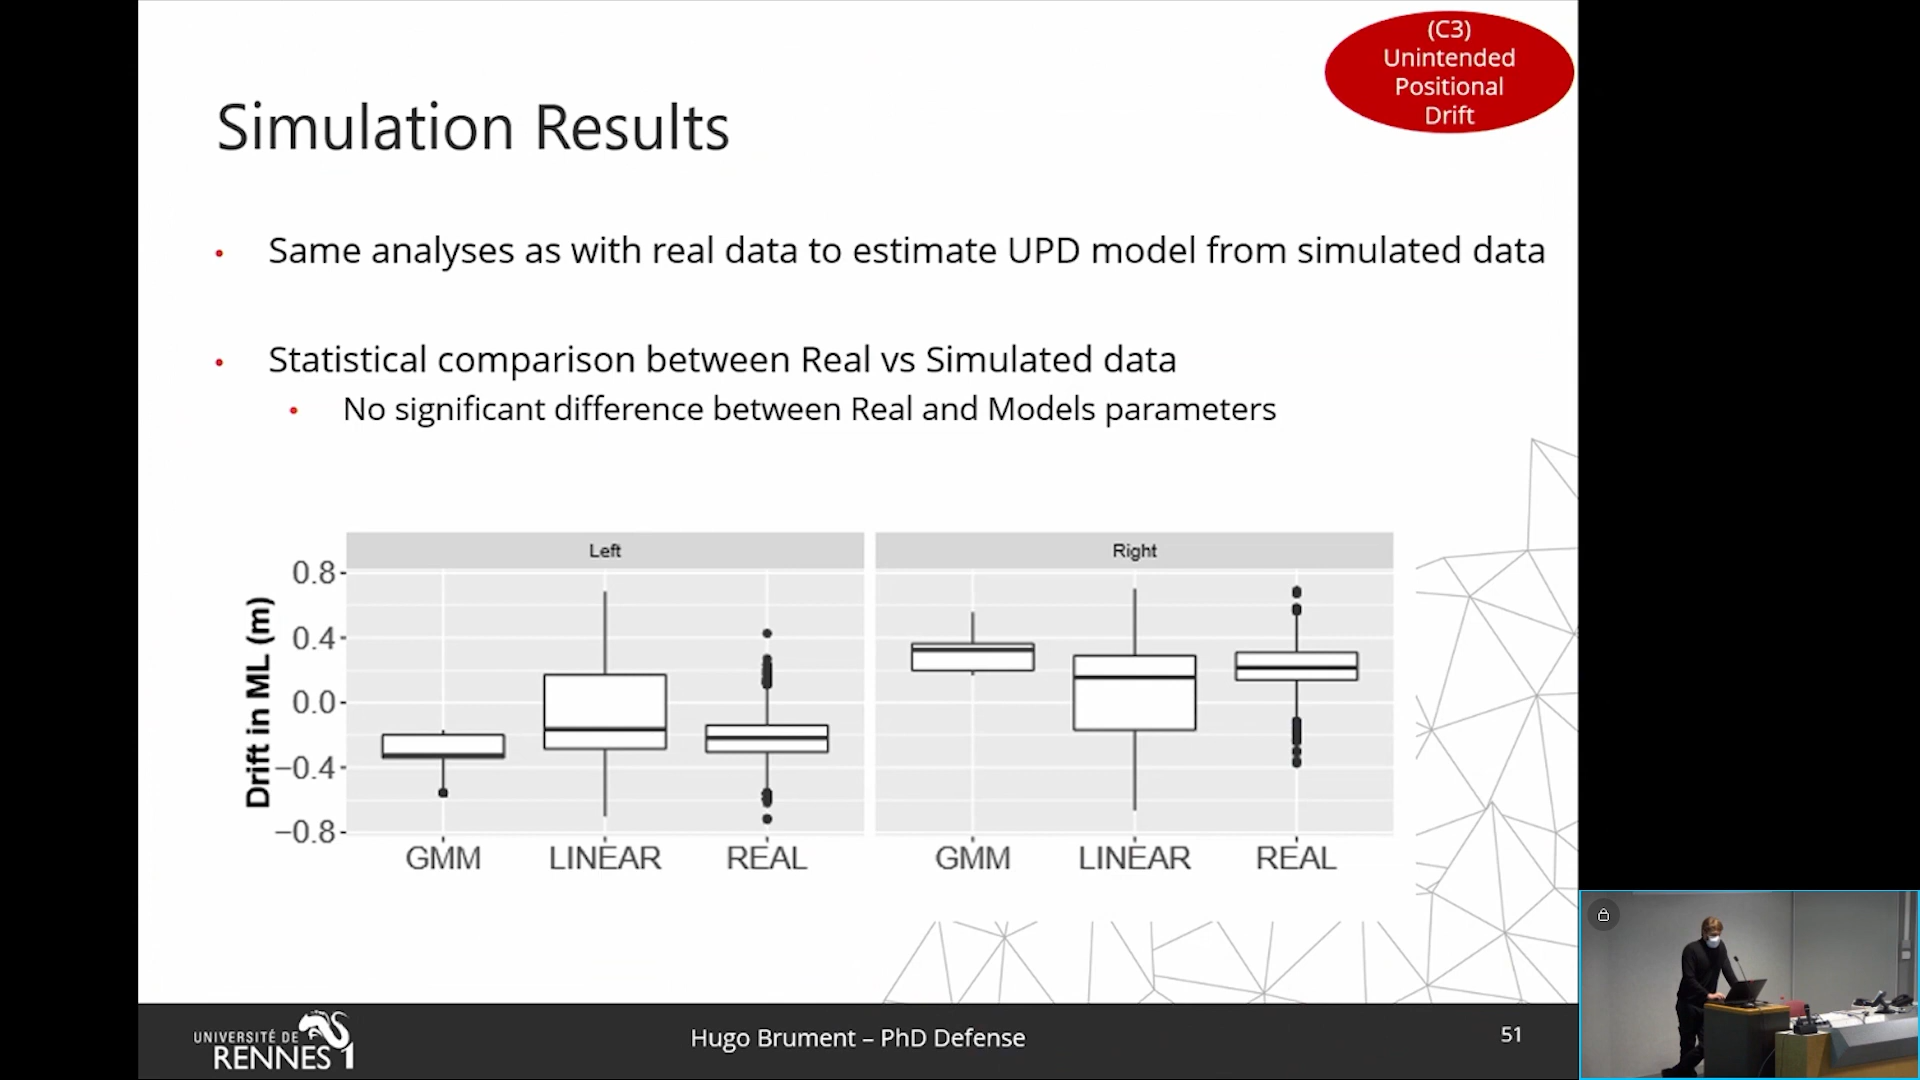 (C3)
Unintended
Positional
Drift
Simulation Results
Same analyses as with real data to estimate UPD model from simulated data
Statistical comparison between Real vs Simulated data
No significant difference between Real and Models parameters
Left
Right
Drift in ML (m)
0.8
0.4
0.0
−0.4
−0.8
GMM
LINEAR
REAL
GMM
LINEAR
REAL
UNIVERSITÉ DE
RENNES 1
Hugo Brument – PhD Defense
51